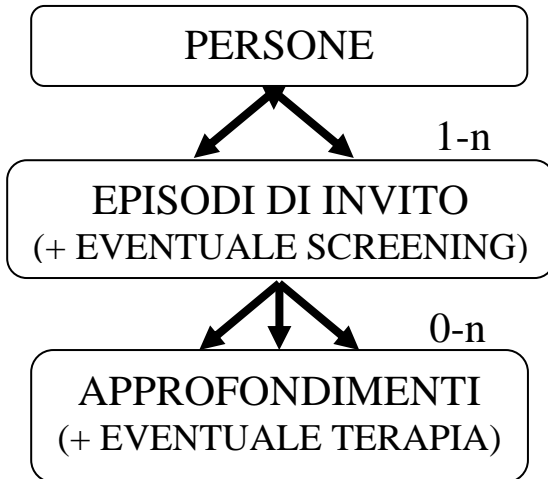 PERSONE
1-n
EPISODI DI INVITO
(+ EVENTUALE SCREENING)
0-n
APPROFONDIMENTI
(+ EVENTUALE TERAPIA)